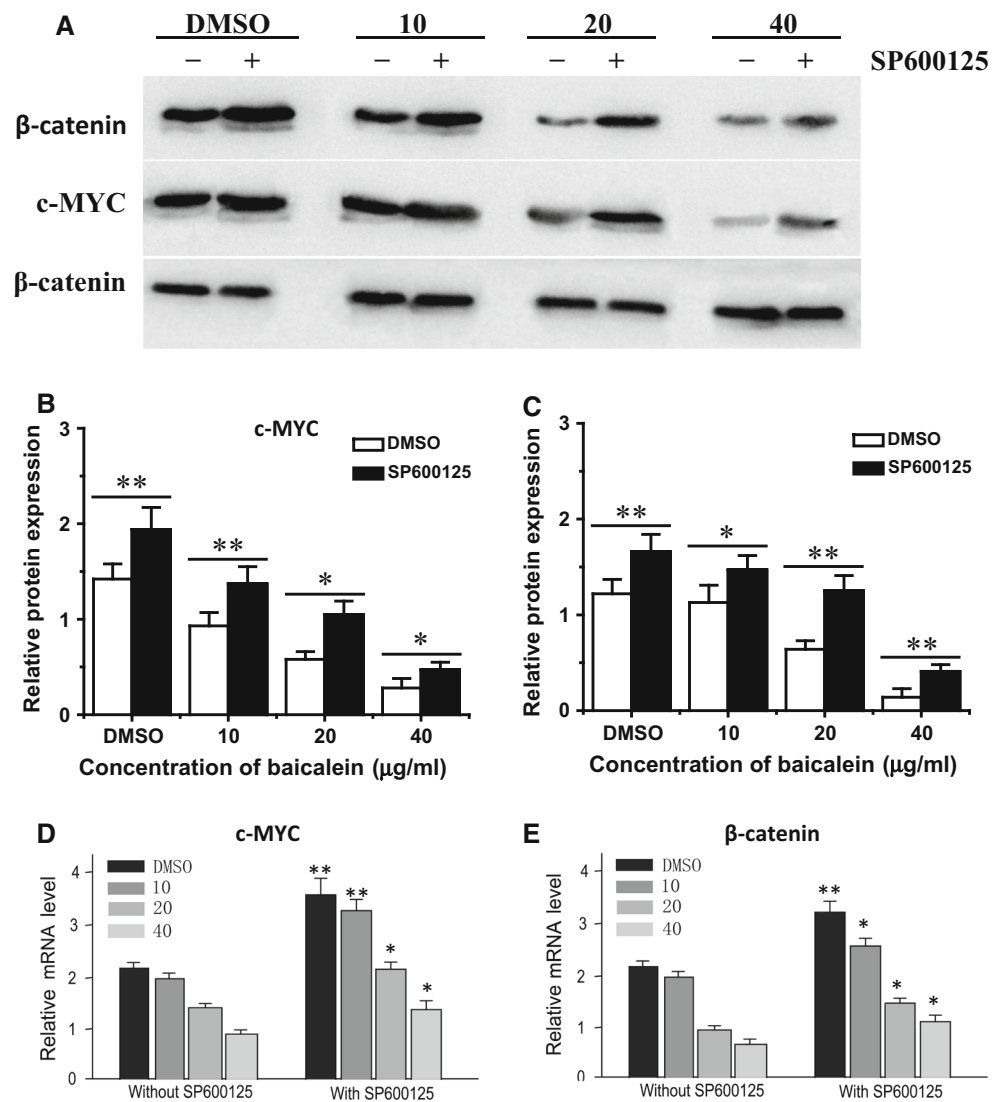 A
DMSO 10 20 40
− + − + − + − + SP600125
β-catenin
c-MYC
β-catenin
B
c-MYC
DMSO
SP600125
Relative protein expression
3
2
1
0
** ** * *
DMSO 10 20 40
Concentration of baicalein (μg/ml)
C
DMSO
SP600125
Relative protein expression
3
2
1
0
** * ** **
DMSO 10 20 40
Concentration of baicalein (μg/ml)
D
c-MYC
DMSO
10
20
40
Relative mRNA level
4
3
2
1
0
** ** * *
Without SP600125 With SP600125
E
β-catenin
DMSO
10
20
40
Relative mRNA level
4
3
2
1
0
** * * *
Without SP600125 With SP600125